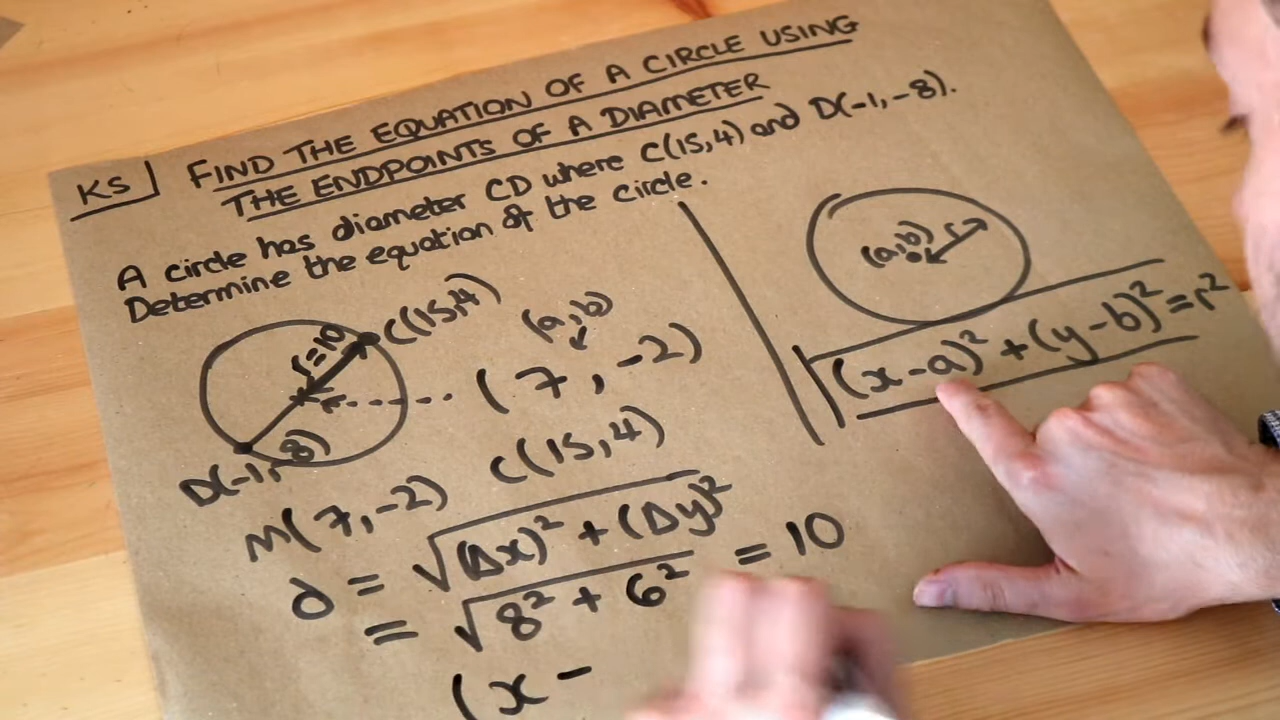 K5
FIND THE EQUATION OF A CIRCLE USING
THE ENDPOINTS OF A DIAMETER
A circle has diameter CD where C(15,4) and D(-1,-8).
Determine the equation of the circle.
C(15,4)
r=10
D(-1,-8)
(a,b)
(7,-2)
M(7,-2) C(15,4)
d = √(Δx)² + (Δy)²
= √8² + 6² = 10
(x -
(a,b) r
(x-a)² + (y-b)² = r²